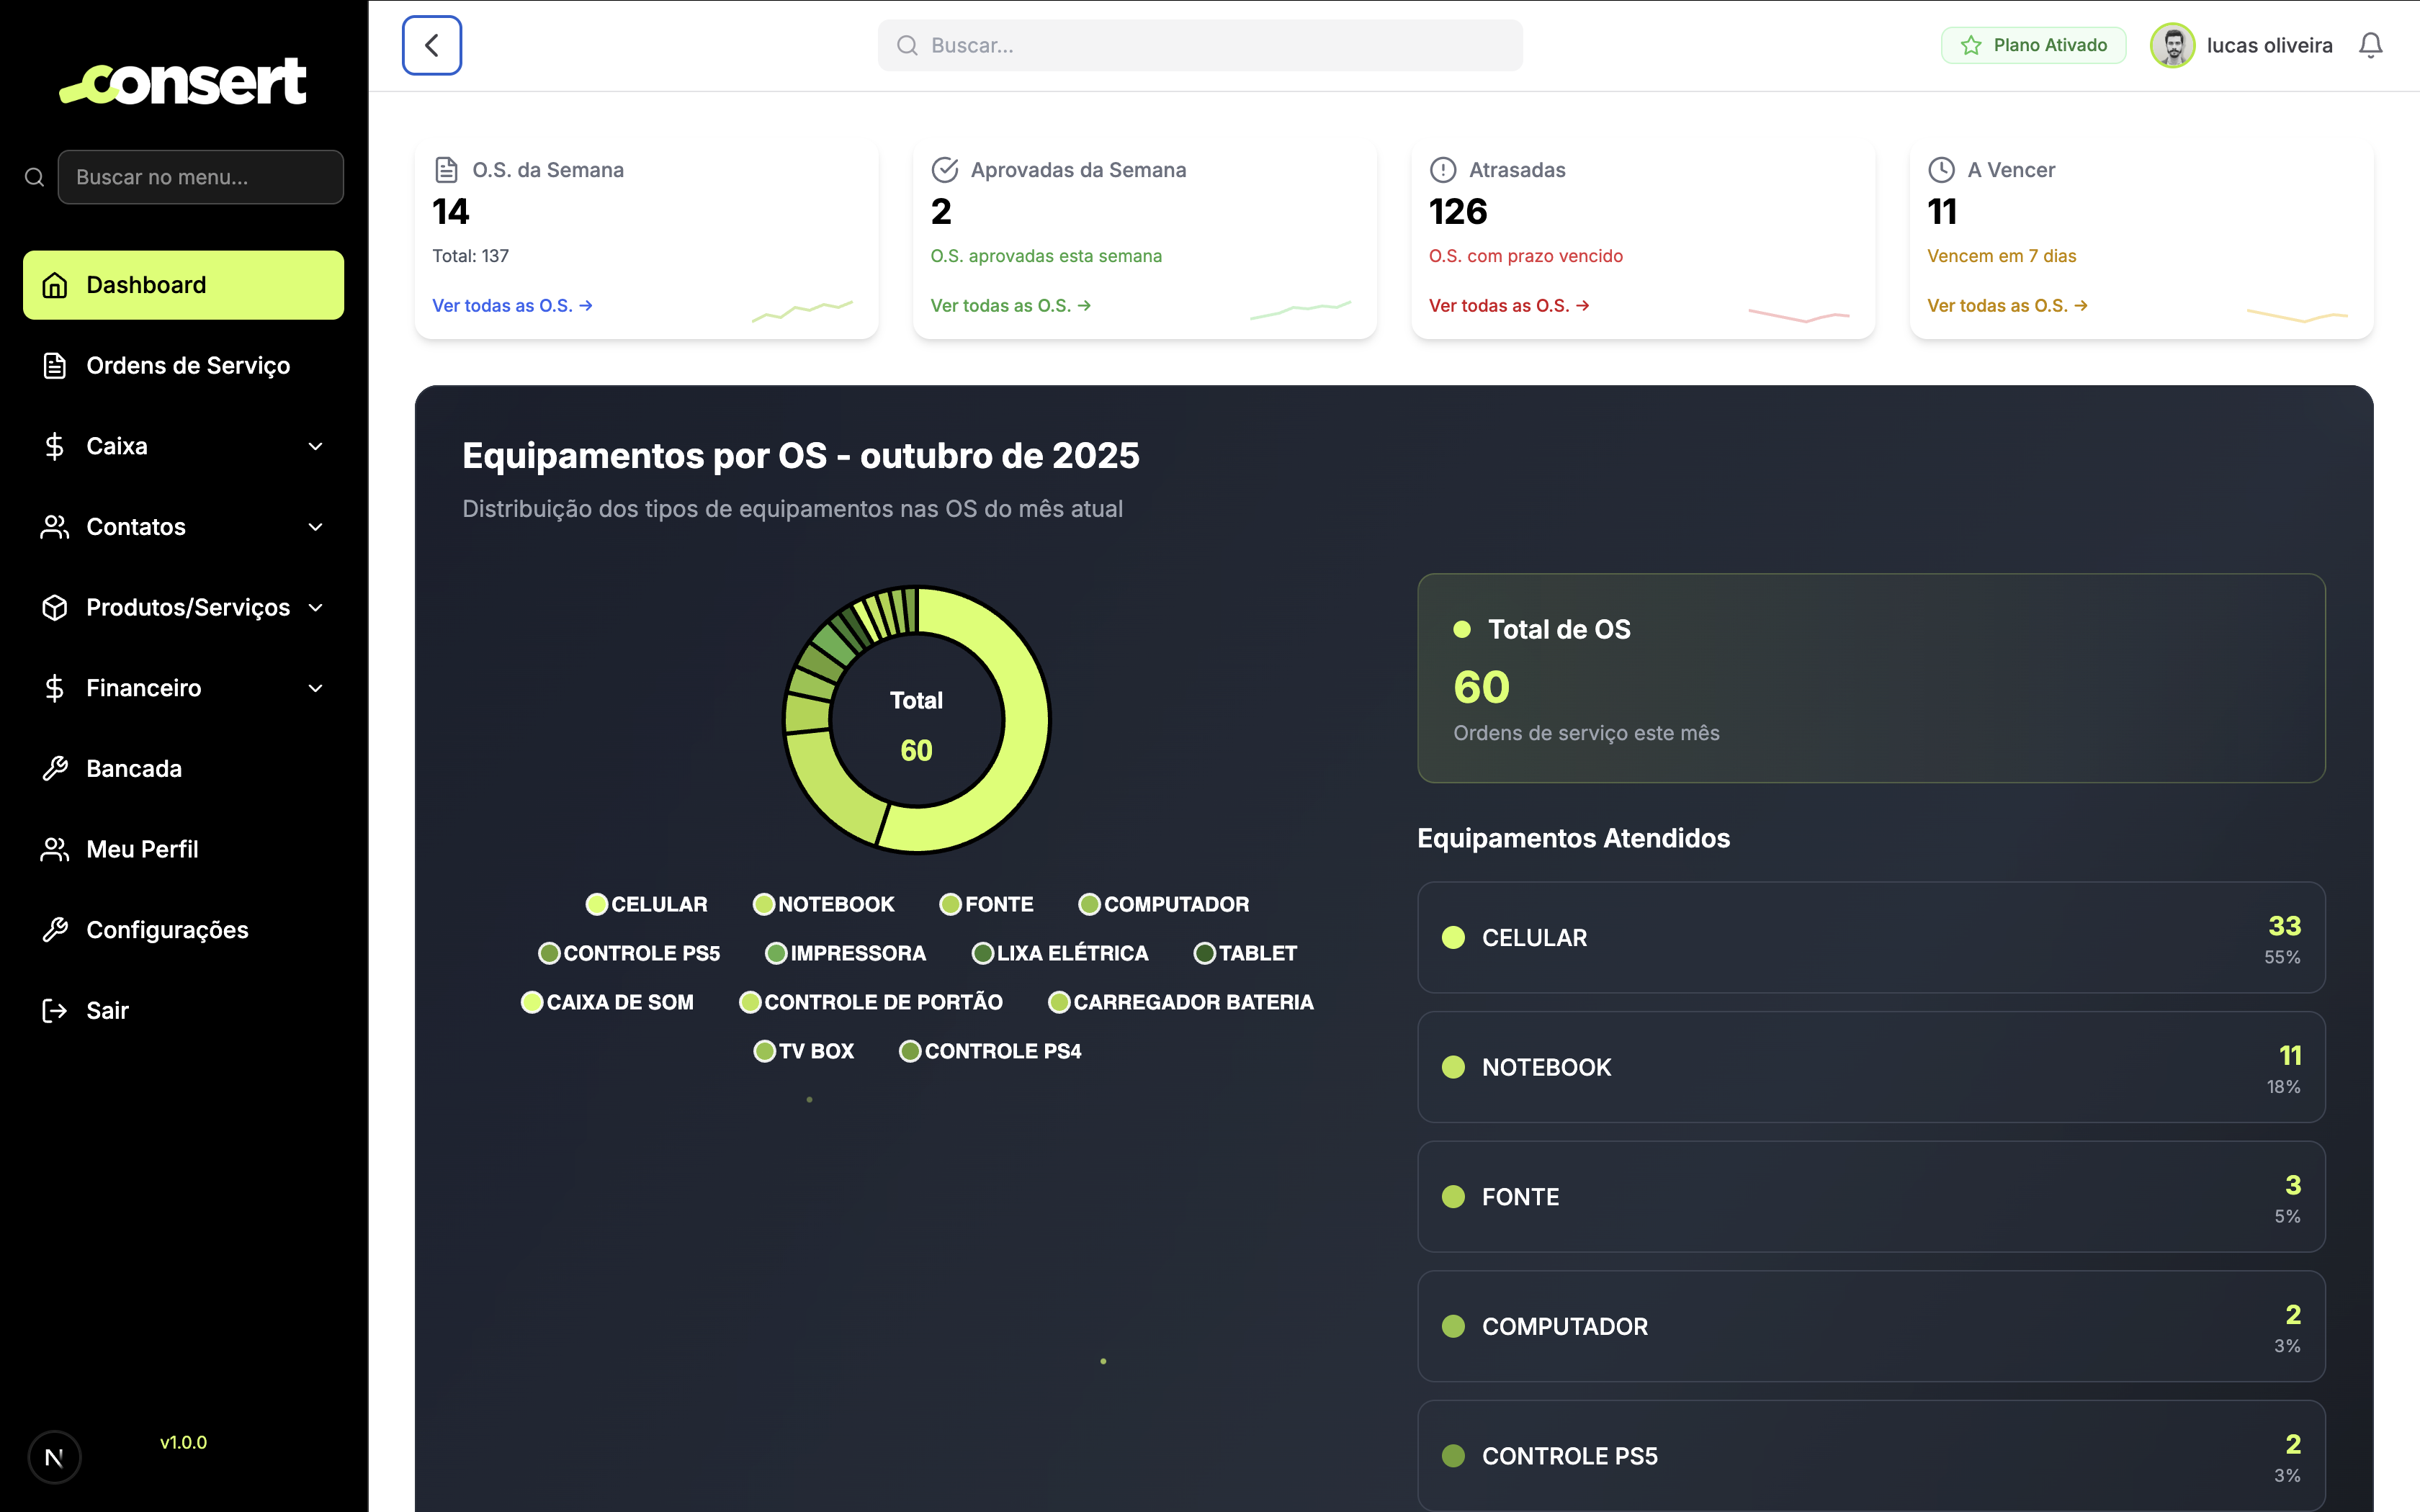 consert
Buscar no menu...
Dashboard
Ordens de Serviço
Caixa
Contatos
Produtos/Serviços
Financeiro
Bancada
Meu Perfil
Configurações
Sair
N
v1.0.0
Buscar...
Plano Ativado
lucas oliveira
O.S. da Semana
14
Total: 137
Ver todas as O.S. →
Aprovadas da Semana
2
O.S. aprovadas esta semana
Ver todas as O.S. →
Atrasadas
126
O.S. com prazo vencido
Ver todas as O.S. →
A Vencer
11
Vencem em 7 dias
Ver todas as O.S. →
Equipamentos por OS - outubro de 2025
Distribuição dos tipos de equipamentos nas OS do mês atual
Total
60
CELULAR NOTEBOOK FONTE COMPUTADOR
CONTROLE PS5 IMPRESSORA LIXA ELÉTRICA TABLET
CAIXA DE SOM CONTROLE DE PORTÃO CARREGADOR BATERIA
TV BOX CONTROLE PS4
Total de OS
60
Ordens de serviço este mês
Equipamentos Atendidos
CELULAR
33
55%
NOTEBOOK
11
18%
FONTE
3
5%
COMPUTADOR
2
3%
CONTROLE PS5
2
3%